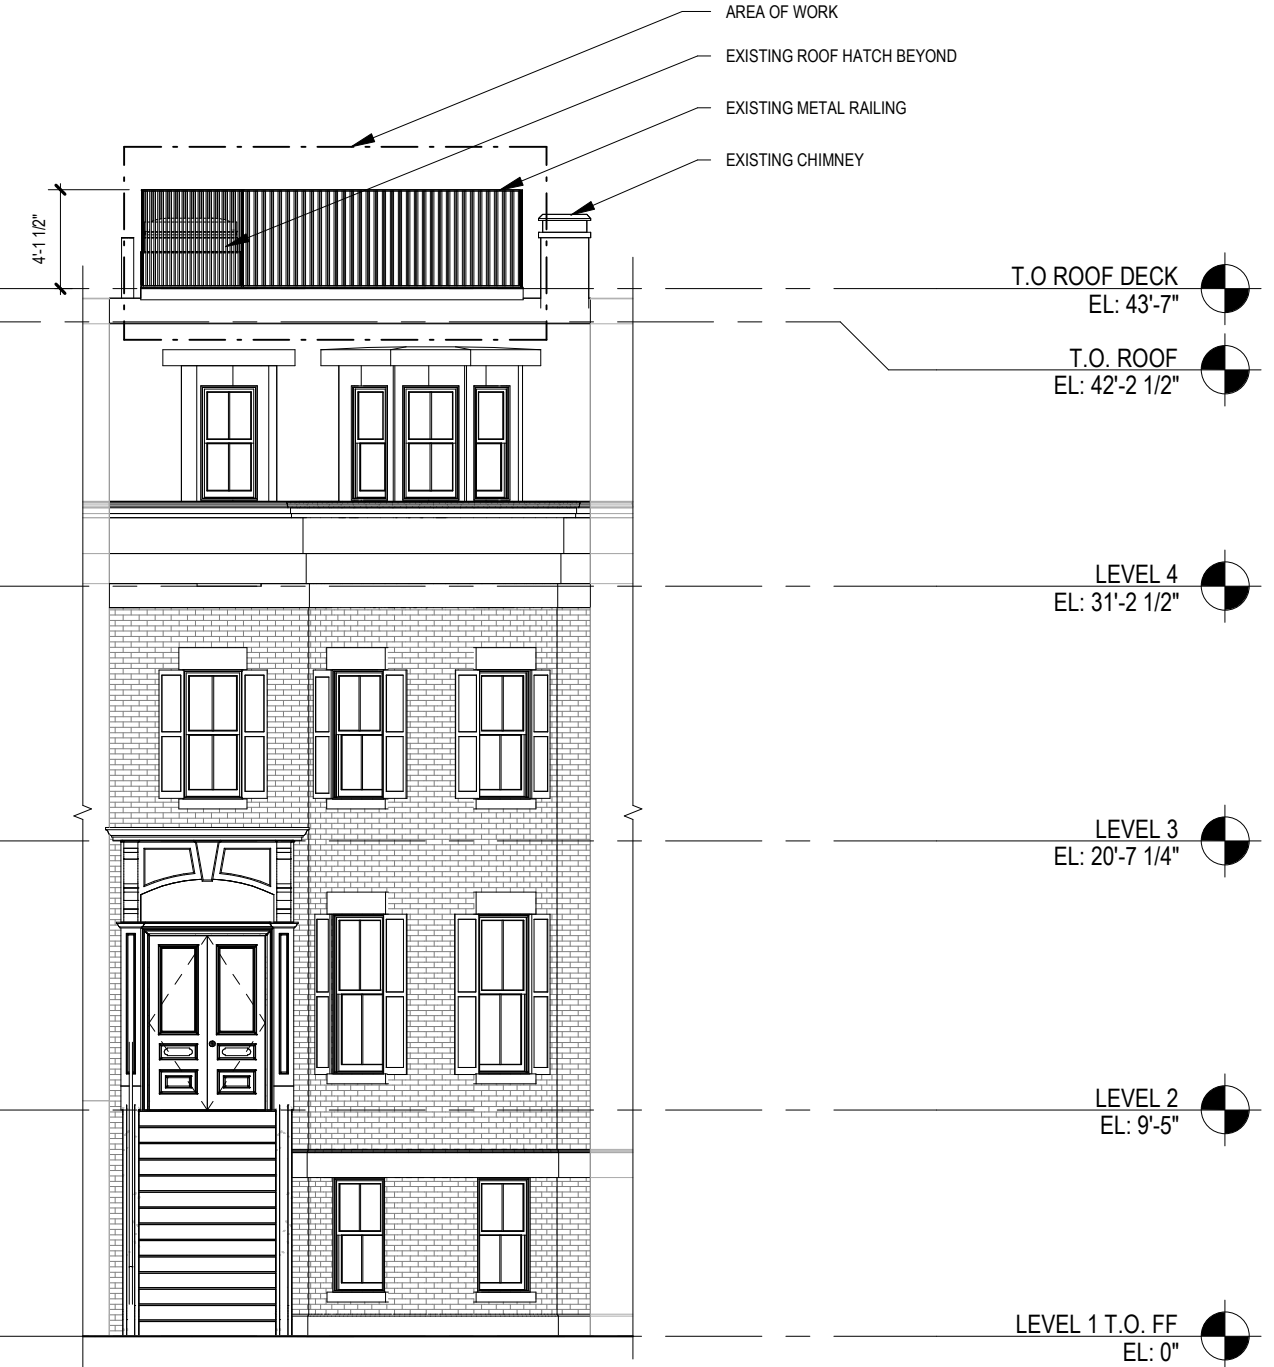 AREA OF WORK
EXISTING ROOF HATCH BEYOND
EXISTING METAL RAILING
EXISTING CHIMNEY
4'-1 1/2"
T.O ROOF DECK
EL: 43'-7"
T.O. ROOF
EL: 42'-2 1/2"
LEVEL 4
EL: 31'-2 1/2"
LEVEL 3
EL: 20'-7 1/4"
LEVEL 2
EL: 9'-5"
LEVEL 1 T.O. FF
EL: 0"